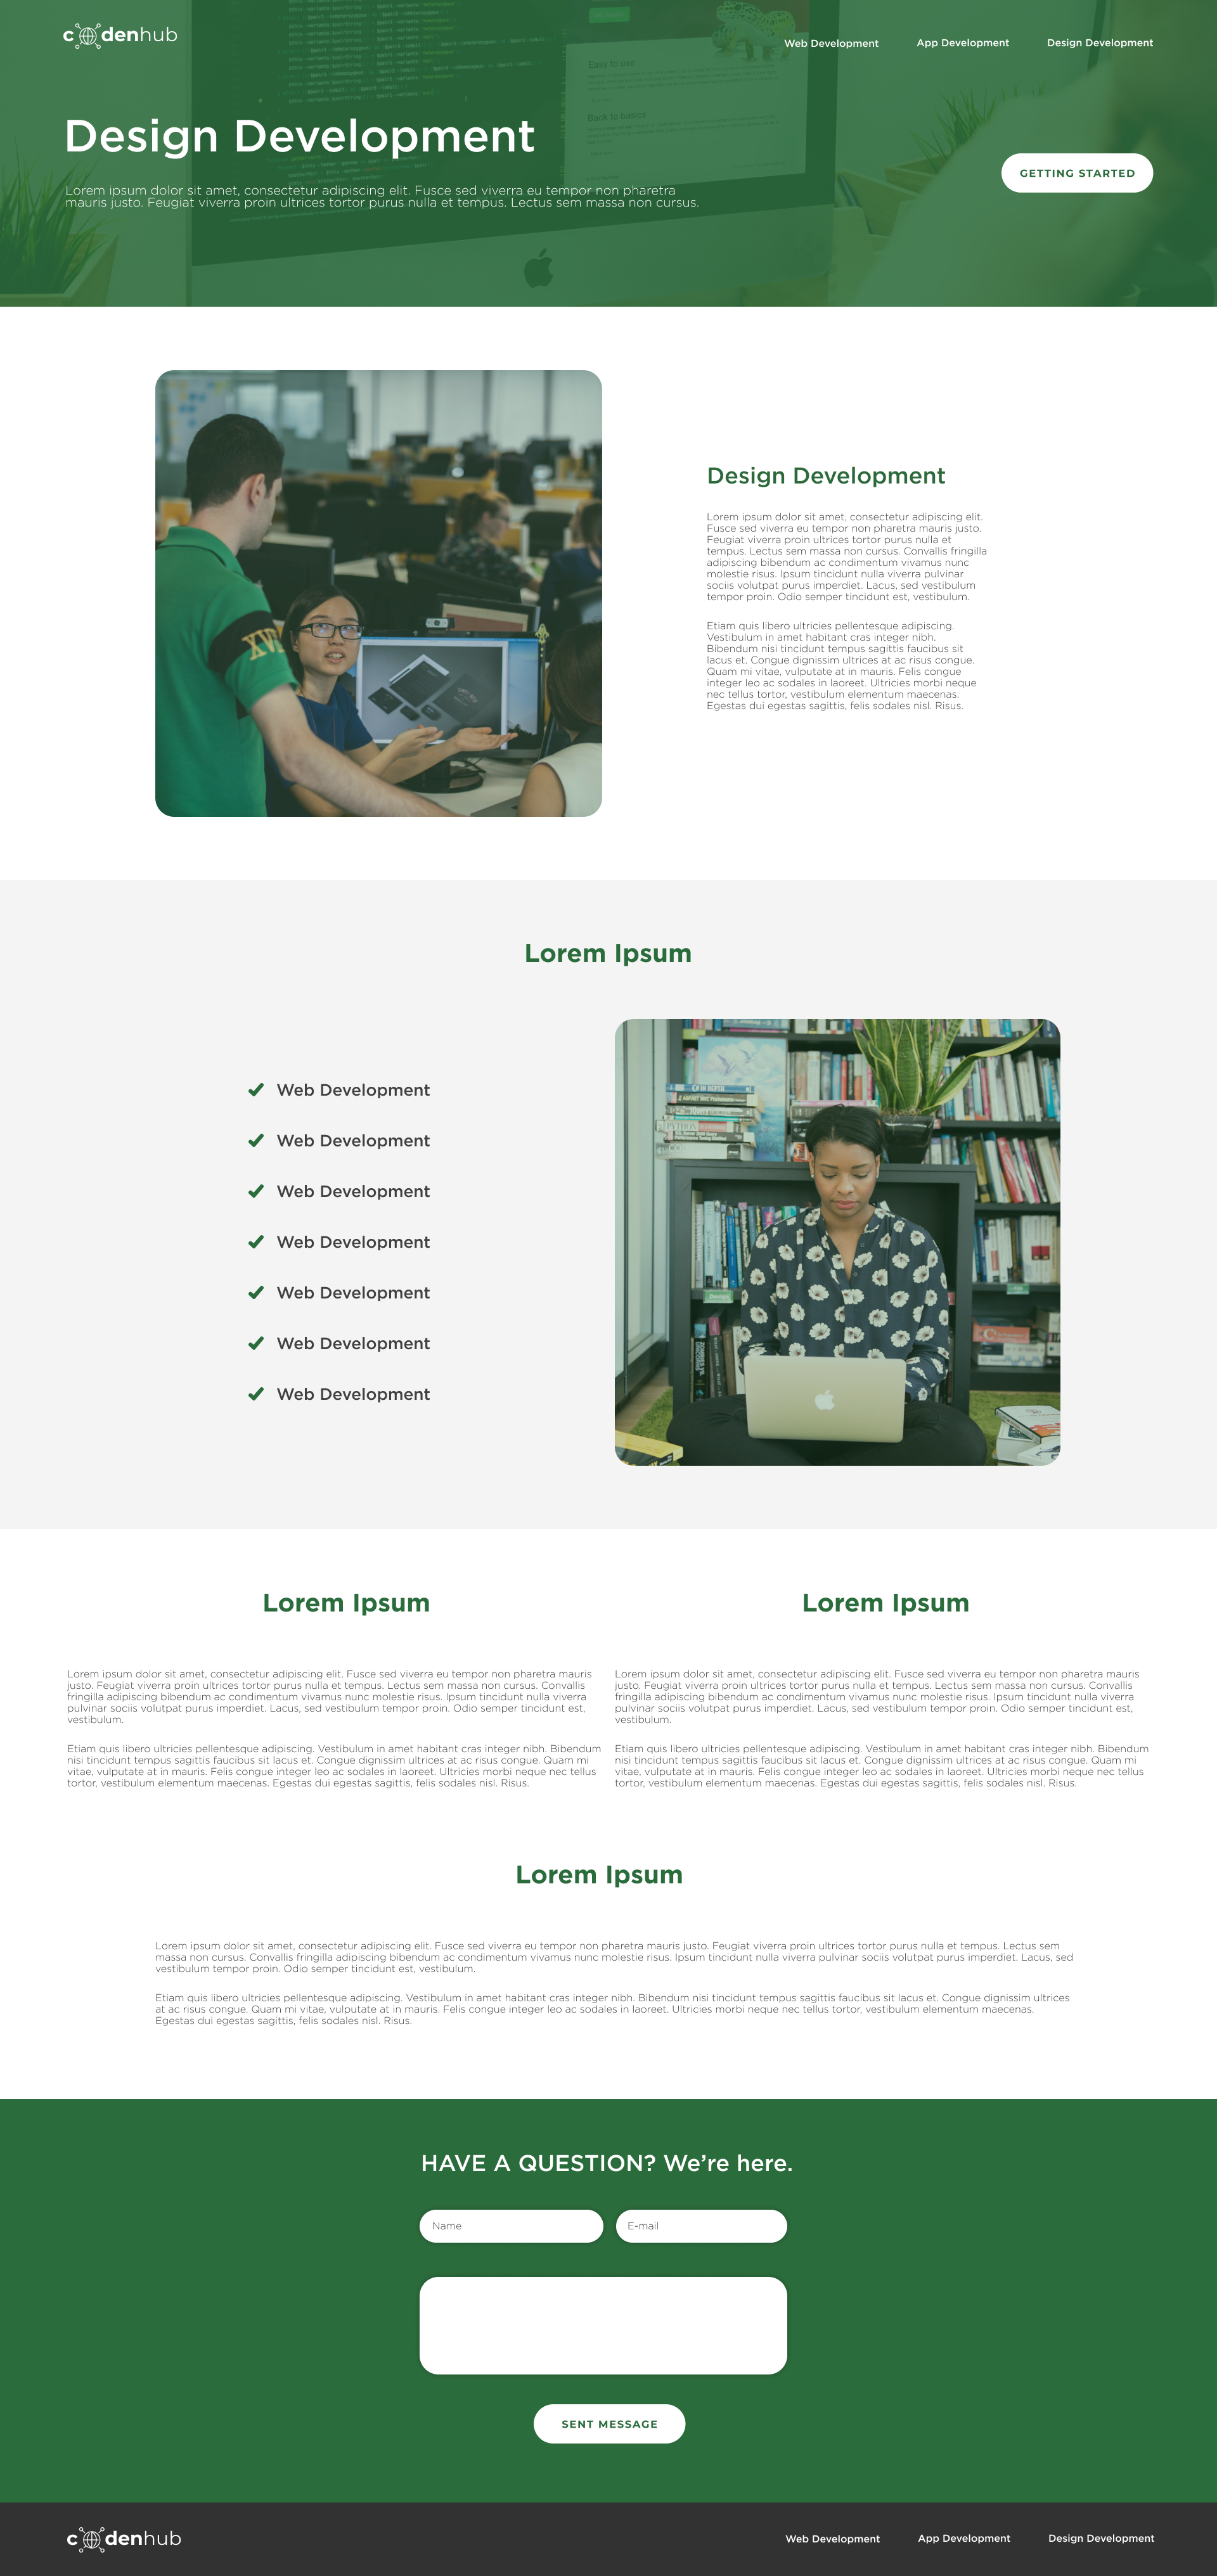 codenhub
Web Development App Development Design Development
Easy to use
Back to basics
Design Development
GETTING STARTED
Lorem ipsum dolor sit amet, consectetur adipiscing elit. Fusce sed viverra eu tempor non pharetra
mauris justo. Feugiat viverra proin ultrices tortor purus nulla et tempus. Lectus sem massa non cursus.
XV
Design Development
Lorem ipsum dolor sit amet, consectetur adipiscing elit.
Fusce sed viverra eu tempor non pharetra mauris justo.
Feugiat viverra proin ultrices tortor purus nulla et
tempus. Lectus sem massa non cursus. Convallis fringilla
adipiscing bibendum ac condimentum vivamus nunc
molestie risus. Ipsum tincidunt nulla viverra pulvinar
sociis volutpat purus imperdiet. Lacus, sed vestibulum
tempor proin. Odio semper tincidunt est, vestibulum.
Etiam quis libero ultricies pellentesque adipiscing.
Vestibulum in amet habitant cras integer nibh.
Bibendum nisi tincidunt tempus sagittis faucibus sit
lacus et. Congue dignissim ultrices at ac risus congue.
Quam mi vitae, vulputate at in mauris. Felis congue
integer leo ac sodales in laoreet. Ultricies morbi neque
nec tellus tortor, vestibulum elementum maecenas.
Egestas dui egestas sagittis, felis sodales nisl. Risus.
Lorem Ipsum
Web Development
Web Development
Web Development
Web Development
Web Development
Web Development
Web Development
C# IN DEPTH
PYTHON
Lorem Ipsum
Lorem ipsum dolor sit amet, consectetur adipiscing elit. Fusce sed viverra eu tempor non pharetra mauris
justo. Feugiat viverra proin ultrices tortor purus nulla et tempus. Lectus sem massa non cursus. Convallis
fringilla adipiscing bibendum ac condimentum vivamus nunc molestie risus. Ipsum tincidunt nulla viverra
pulvinar sociis volutpat purus imperdiet. Lacus, sed vestibulum tempor proin. Odio semper tincidunt est,
vestibulum.
Etiam quis libero ultricies pellentesque adipiscing. Vestibulum in amet habitant cras integer nibh. Bibendum
nisi tincidunt tempus sagittis faucibus sit lacus et. Congue dignissim ultrices at ac risus congue. Quam mi
vitae, vulputate at in mauris. Felis congue integer leo ac sodales in laoreet. Ultricies morbi neque nec tellus
tortor, vestibulum elementum maecenas. Egestas dui egestas sagittis, felis sodales nisl. Risus.
Lorem Ipsum
Lorem ipsum dolor sit amet, consectetur adipiscing elit. Fusce sed viverra eu tempor non pharetra mauris
justo. Feugiat viverra proin ultrices tortor purus nulla et tempus. Lectus sem massa non cursus. Convallis
fringilla adipiscing bibendum ac condimentum vivamus nunc molestie risus. Ipsum tincidunt nulla viverra
pulvinar sociis volutpat purus imperdiet. Lacus, sed vestibulum tempor proin. Odio semper tincidunt est,
vestibulum.
Etiam quis libero ultricies pellentesque adipiscing. Vestibulum in amet habitant cras integer nibh. Bibendum
nisi tincidunt tempus sagittis faucibus sit lacus et. Congue dignissim ultrices at ac risus congue. Quam mi
vitae, vulputate at in mauris. Felis congue integer leo ac sodales in laoreet. Ultricies morbi neque nec tellus
tortor, vestibulum elementum maecenas. Egestas dui egestas sagittis, felis sodales nisl. Risus.
Lorem Ipsum
Lorem ipsum dolor sit amet, consectetur adipiscing elit. Fusce sed viverra eu tempor non pharetra mauris justo. Feugiat viverra proin ultrices tortor purus nulla et tempus. Lectus sem
massa non cursus. Convallis fringilla adipiscing bibendum ac condimentum vivamus nunc molestie risus. Ipsum tincidunt nulla viverra pulvinar sociis volutpat purus imperdiet. Lacus, sed
vestibulum tempor proin. Odio semper tincidunt est, vestibulum.
Etiam quis libero ultricies pellentesque adipiscing. Vestibulum in amet habitant cras integer nibh. Bibendum nisi tincidunt tempus sagittis faucibus sit lacus et. Congue dignissim ultrices
at ac risus congue. Quam mi vitae, vulputate at in mauris. Felis congue integer leo ac sodales in laoreet. Ultricies morbi neque nec tellus tortor, vestibulum elementum maecenas.
Egestas dui egestas sagittis, felis sodales nisl. Risus.
HAVE A QUESTION? We’re here.
Name E-mail
SENT MESSAGE
codenhub
Web Development App Development Design Development